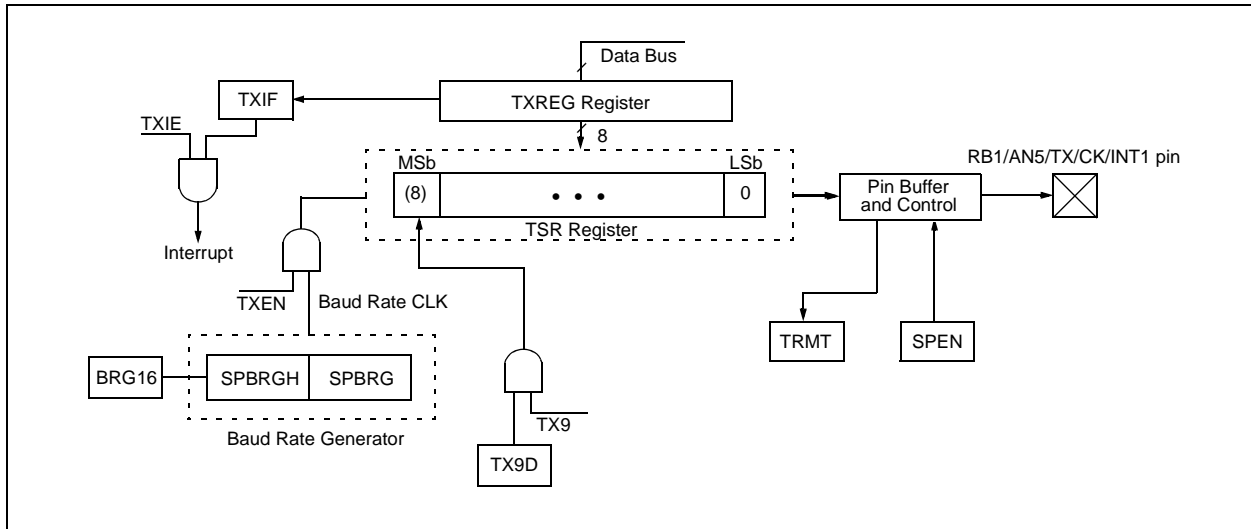 Data Bus
TXIF
TXREG Register
TXIE
8
MSb
LSb
RB1/AN5/TX/CK/INT1 pin
(8)
• • •
0
Pin Buffer
and Control
TSR Register
Interrupt
TXEN
Baud Rate CLK
TRMT
SPEN
BRG16
SPBRGH
SPBRG
TX9
Baud Rate Generator
TX9D